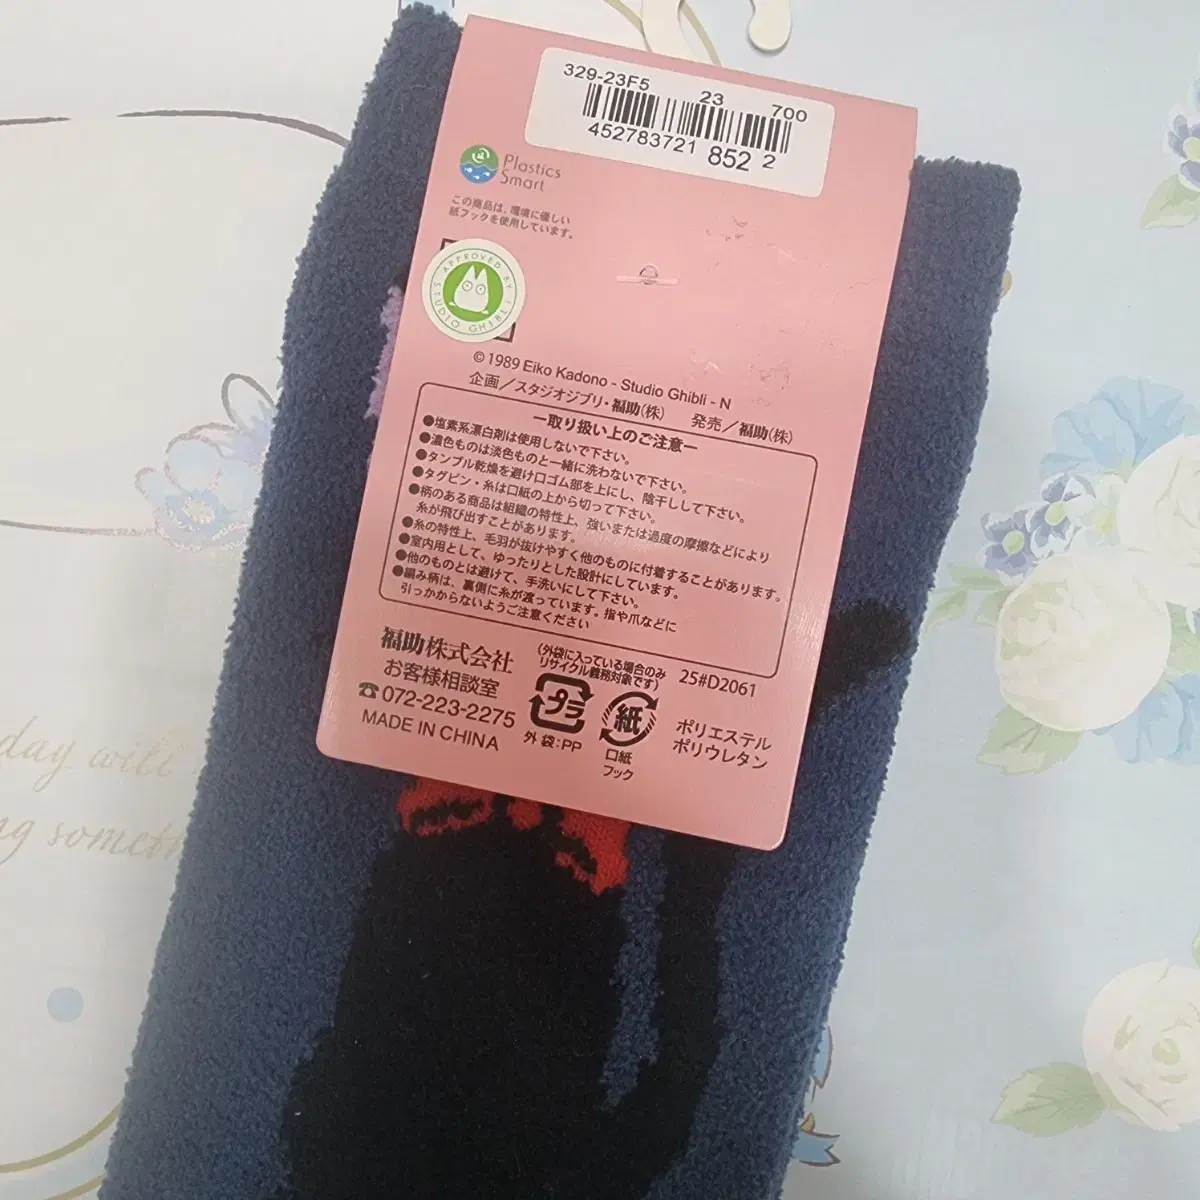 329-23F5
23
700
452783721 852 2
Plastics
Smart
この商品は、環境に優しい
紙フックを使用しています。
APPROVED BY STUDIO GHIBLI
©1989 Eiko Kadono - Studio Ghibli - N
企画/スタジオジブリ・福助(株) 発売/福助(株)
ー取り扱い上のご注意ー
●塩素系漂白剤は使用しないで下さい。
●濃色ものは淡色ものと一緒に洗わないで下さい。
●タンブル乾燥を避け口ゴム部を上にし、陰干しして下さい。
●タグピン・糸は口紙の上から切って下さい。
●柄のある商品は組織の特性上、強いまたは過度の摩擦などにより
糸が飛び出すことがあります。
●糸の特性上、毛羽が抜けやすく他のものに付着することがあります。
●室内用として、ゆったりとした設計にしています。
●他のものとは避けて、手洗いにして下さい。
●編み柄は、裏側に糸が渡っています。指や爪などに
引っかからないようご注意ください
福助株式会社
お客様相談室
☎072-223-2275
MADE IN CHINA
(外袋に入っている場合のみ
リサイクル義務対象です)
プラ
外袋:PP
紙
口紙
フック
25#D2061
ポリエステル
ポリウレタン
day will
ng someth